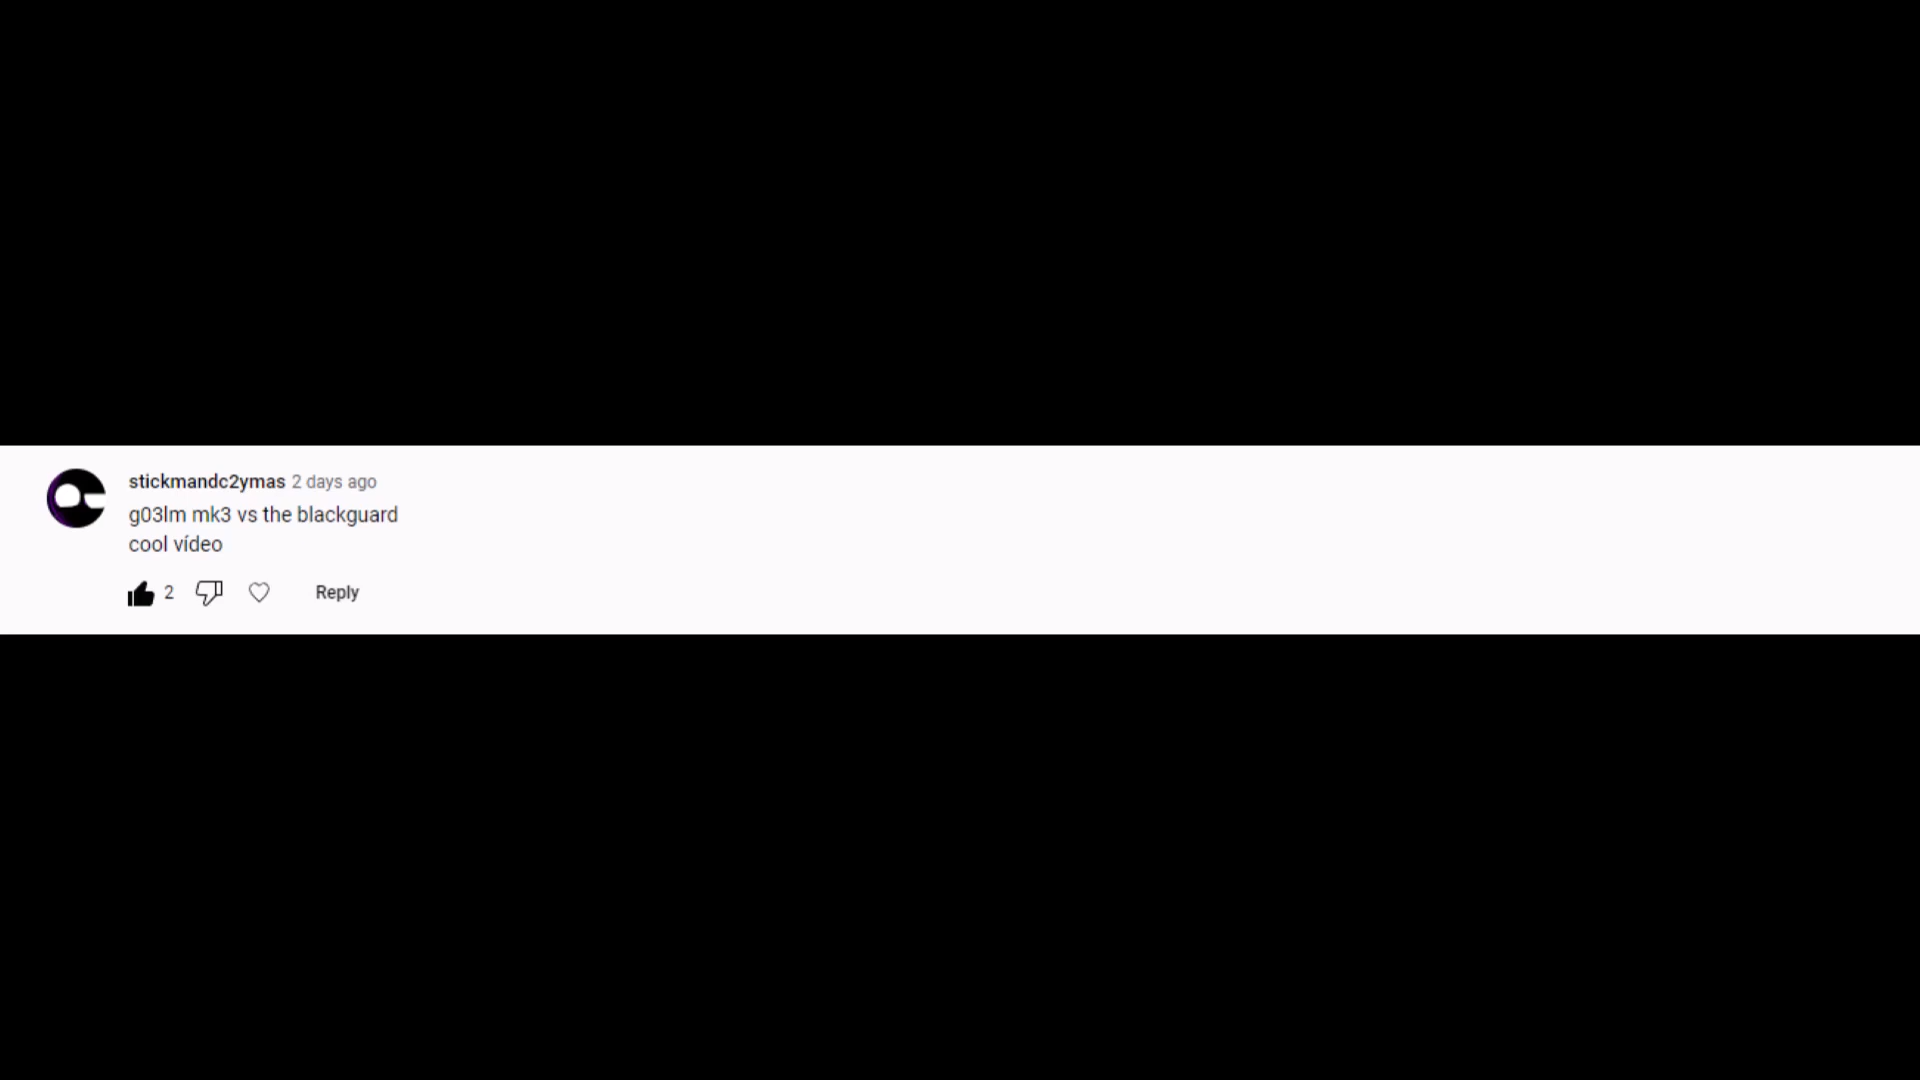 stickmandc2ymas 2 days ago
g03lm mk3 vs the blackguard
cool vídeo
2 Reply